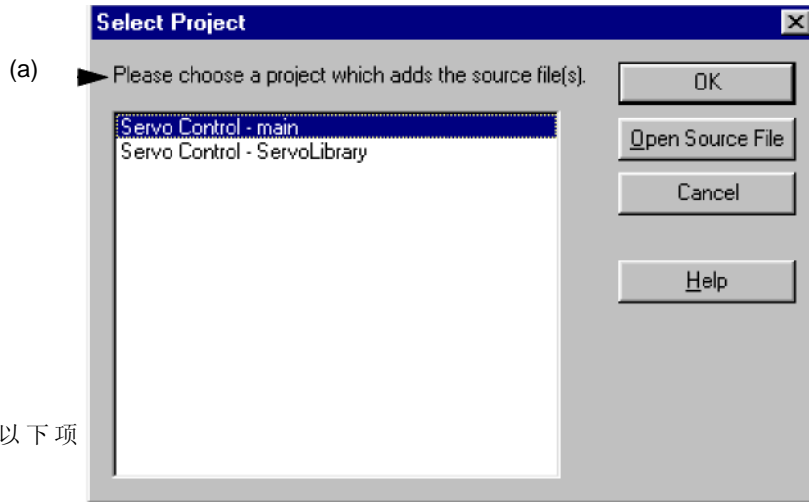 Select Project
(a)
Please choose a project which adds the source file(s).
OK
Servo Control - main
Servo Control - ServoLibrary
Open Source File
Cancel
Help
以下项